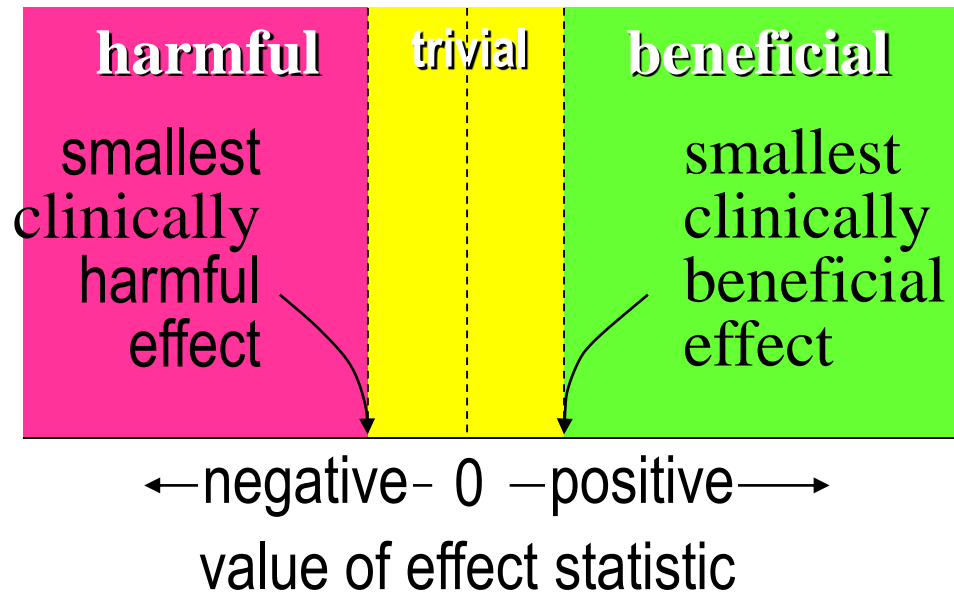 harmful trivial beneficial
smallest
clinically
harmful
effect
smallest
clinically
beneficial
effect
negative 0 positive
value of effect statistic